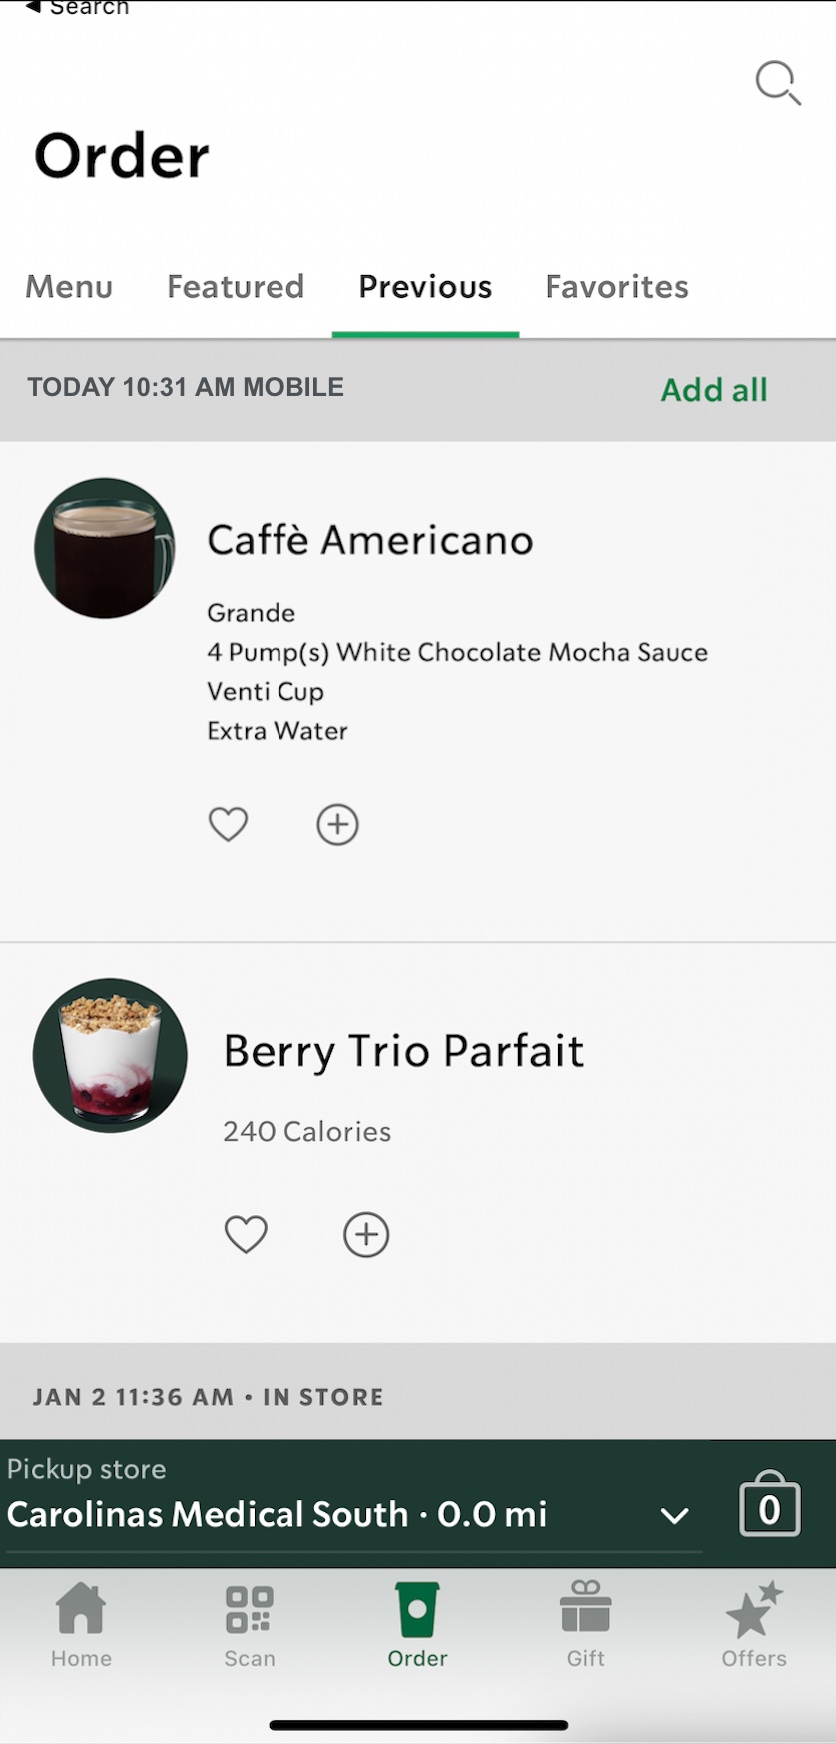 ◀ Search
Order
Menu Featured Previous Favorites
TODAY 10:31 AM MOBILE Add all
Caffè Americano
Grande
4 Pump(s) White Chocolate Mocha Sauce
Venti Cup
Extra Water
Berry Trio Parfait
240 Calories
JAN 2 11:36 AM • IN STORE
Pickup store
Carolinas Medical South · 0.0 mi 0
Home Scan Order Gift Offers